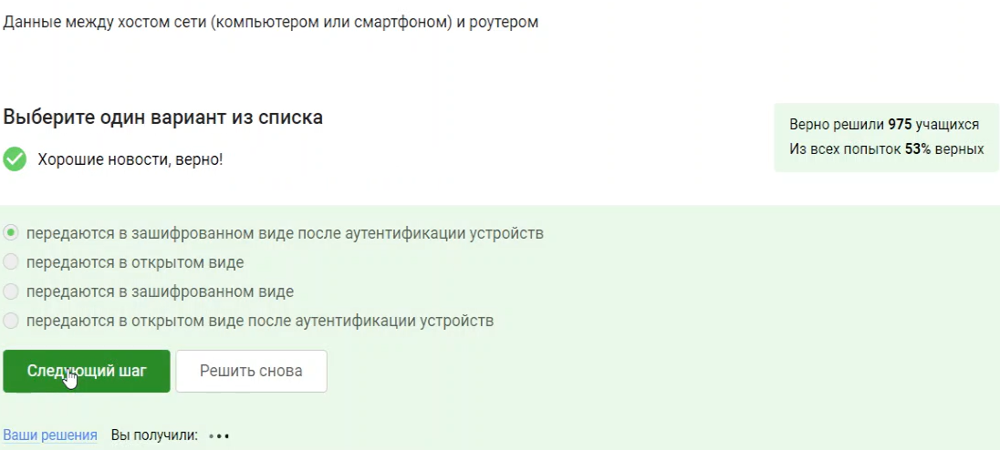 Данные между хостом сети (компьютером или смартфоном) и роутером
Выберите один вариант из списка
Хорошие новости, верно!
Верно решили 975 учащихся
Из всех попыток 53% верных
передаются в зашифрованном виде после аутентификации устройств
передаются в открытом виде
передаются в зашифрованном виде
передаются в открытом виде после аутентификации устройств
Следующий шаг
Решить снова
Ваши решения Вы получили: